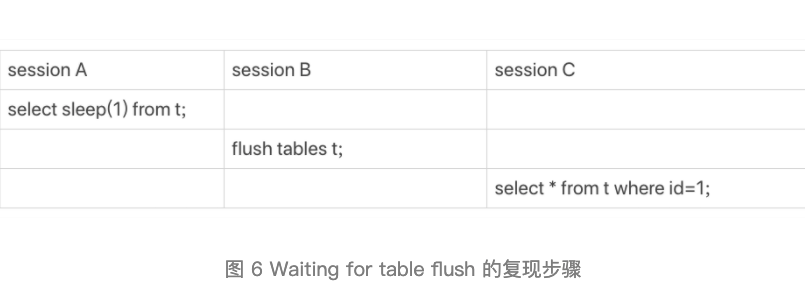 session A session B session C
select sleep(1) from t;
flush tables t;
select * from t where id=1;
图 6 Waiting for table flush 的复现步骤